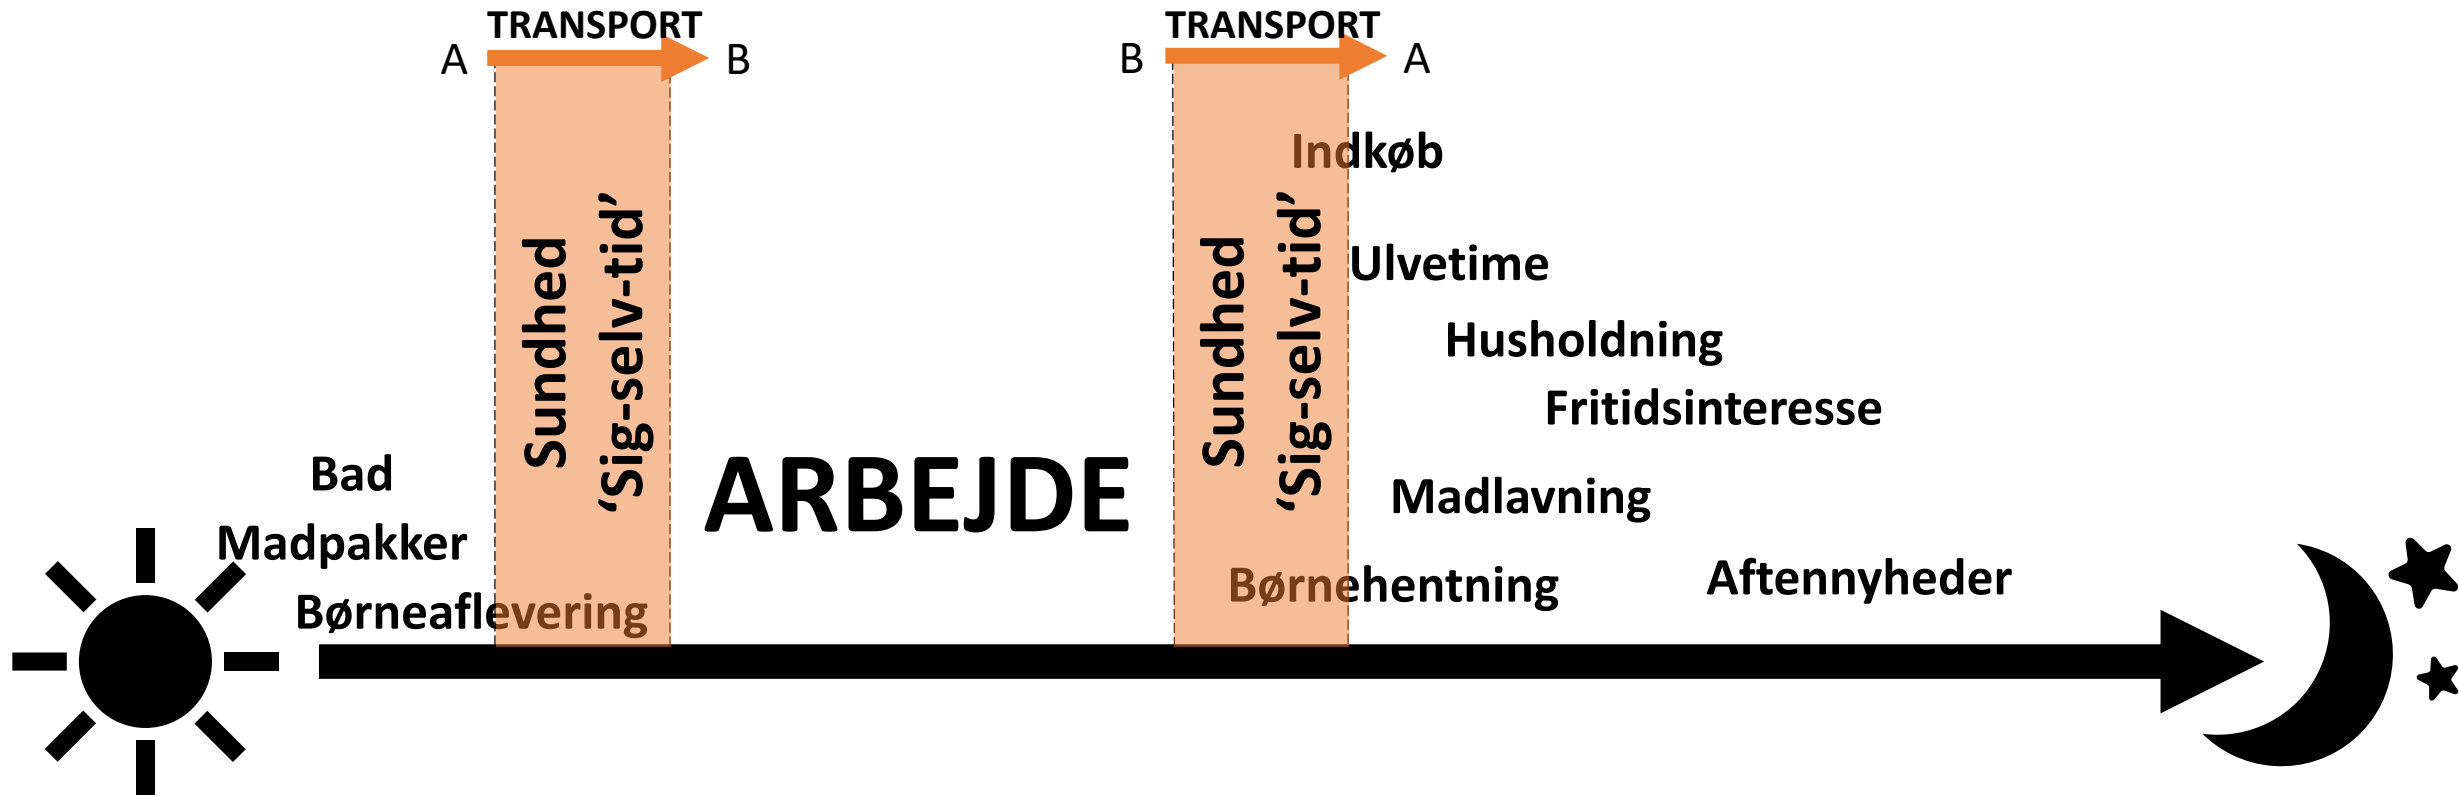 TRANSPORT
A
B
TRANSPORT
B
A
Sundhed
‘Sig-selv-tid’
Sundhed
‘Sig-selv-tid’
Indkøb
Ulvetime
Husholdning
Fritidsinteresse
Bad
ARBEJDE
Madlavning
Madpakker
Børnehentning
Aftennyheder
Børneaflevering